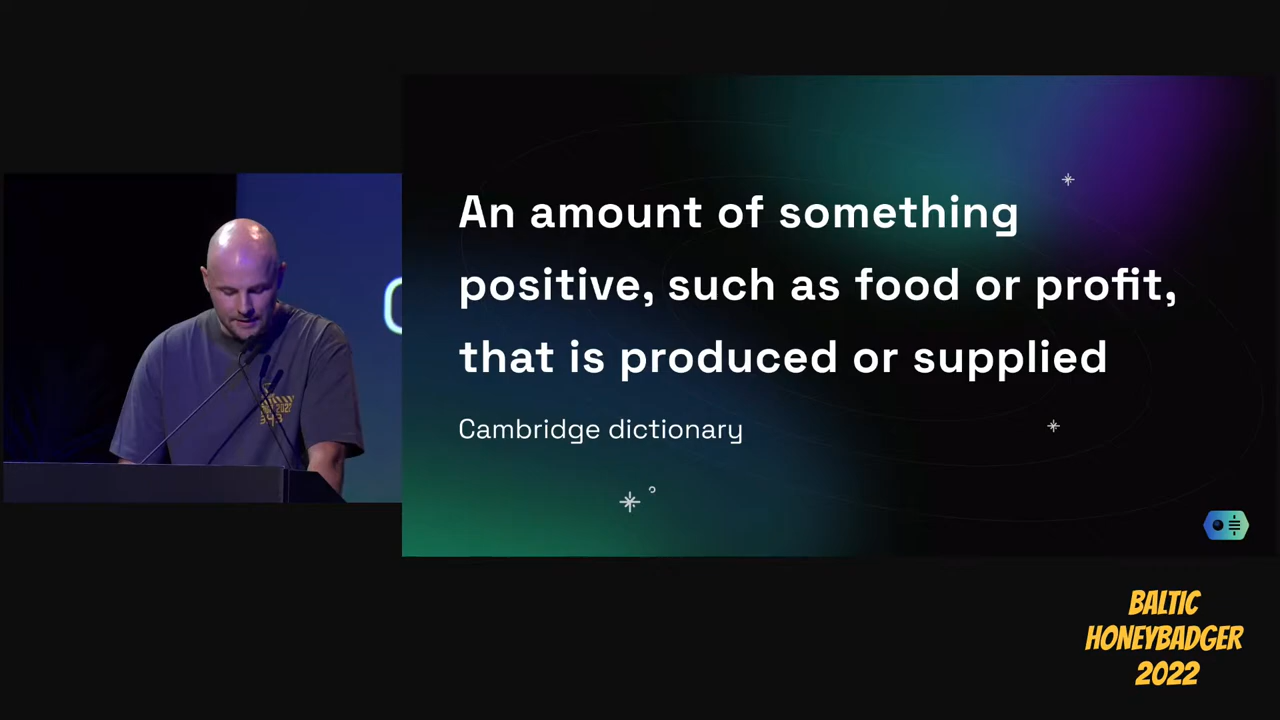 An amount of something
positive, such as food or profit,
that is produced or supplied
Cambridge dictionary
BALTIC
HONEYBADGER
2022